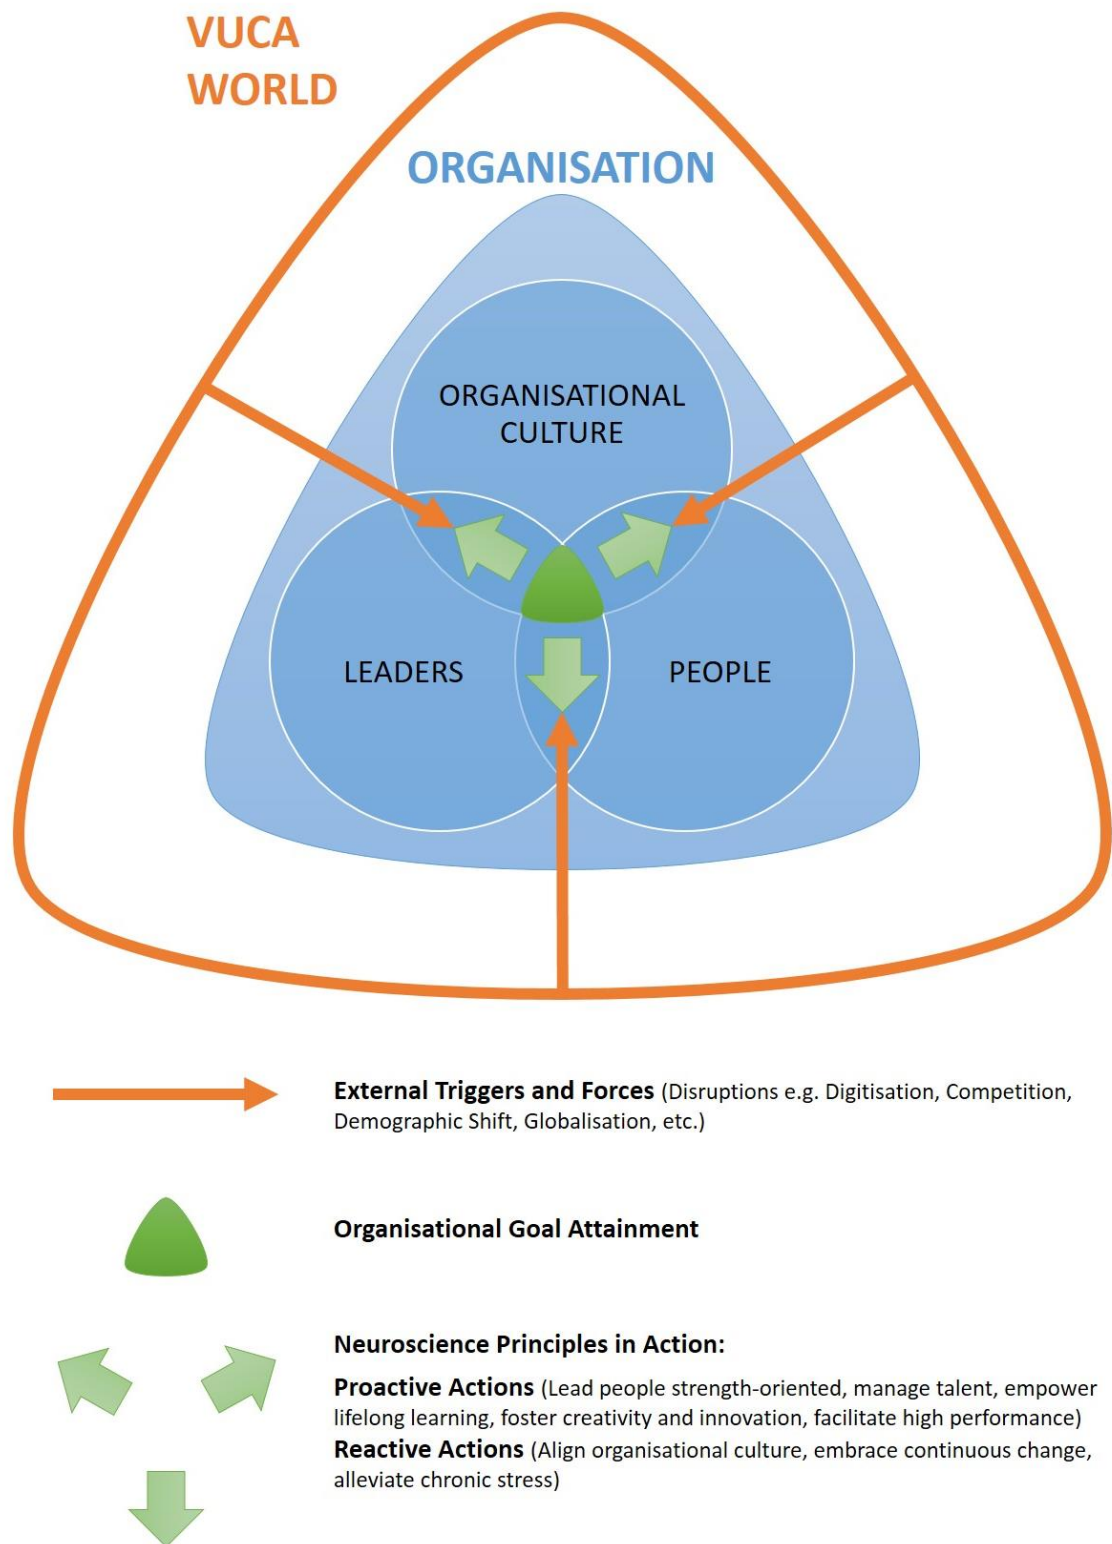 VUCA
WORLD
ORGANISATION
ORGANISATIONAL
CULTURE
LEADERS
PEOPLE
External Triggers and Forces (Disruptions e.g. Digitisation, Competition,
Demographic Shift, Globalisation, etc.)
Organisational Goal Attainment
Neuroscience Principles in Action:
Proactive Actions (Lead people strength-oriented, manage talent, empower
lifelong learning, foster creativity and innovation, facilitate high performance)
Reactive Actions (Align organisational culture, embrace continuous change,
alleviate chronic stress)